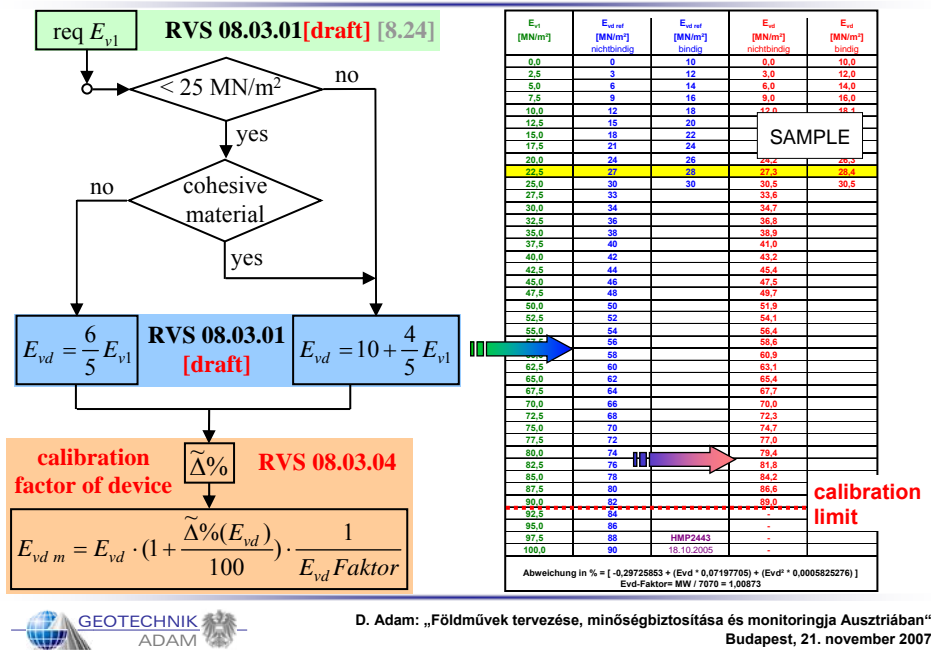 req E_v1 RVS 08.03.01[draft] [8.24]
< 25 MN/m²
no
yes
no
cohesive
material
yes
E_vd = 6/5 E_v1
RVS 08.03.01
[draft]
E_vd = 10 + 4/5 E_v1
calibration
factor of device
Δ̃%
RVS 08.03.04
E_vd m = E_vd · (1 + Δ̃%(E_vd)/100) · 1/E_vd Faktor
E_v1 E_vd ref E_vd ref E_vd E_vd
[MN/m²] [MN/m²] [MN/m²] [MN/m²] [MN/m²]
nichtbindig bindig nichtbindig bindig
0,0 0 10 0,0 10,0
2,5 3 12 3,0 12,0
5,0 6 14 6,0 14,0
7,5 9 16 9,0 16,0
10,0 12 18 12,0 18,1
12,5 15 20
15,0 18 22
17,5 21 24
SAMPLE
20,0 24 26 24,2 26,3
22,5 27 28 27,3 28,4
25,0 30 30 30,5 30,5
27,5 33 33,6
30,0 34 34,7
32,5 36 36,8
35,0 38 38,9
37,5 40 41,0
40,0 42 43,2
42,5 44 45,4
45,0 46 47,5
47,5 48 49,7
50,0 50 51,9
52,5 52 54,1
55,0 54 56,4
57,5 56 58,6
58 60,9
62,5 60 63,1
65,0 62 65,4
67,5 64 67,7
70,0 66 70,0
72,5 68 72,3
75,0 70 74,7
77,5 72 77,0
80,0 74 79,4
82,5 76 81,8
85,0 78 84,2
87,5 80 86,6
90,0 82 89,0
92,5 84 -
95,0 86 -
97,5 88 HMP2443 -
100,0 90 18.10.2005 -
calibration
limit
Abweichung in % = [ -0,29725853 + (Evd * 0,07197705) + (Evd² * 0,0005825276) ]
Evd-Faktor= MW / 7070 = 1,00873
GEOTECHNIK
ADAM
D. Adam: „Földművek tervezése, minőségbiztosítása és monitoringja Ausztriában“
Budapest, 21. november 2007